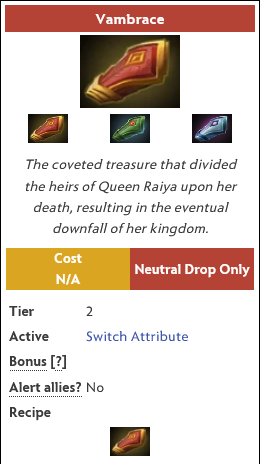 Vambrace
The coveted treasure that divided
the heirs of Queen Raiya upon her
death, resulting in the eventual
downfall of her kingdom.
Cost
N/A
Neutral Drop Only
Tier 2
Active Switch Attribute
Bonus [?]
Alert allies? No
Recipe